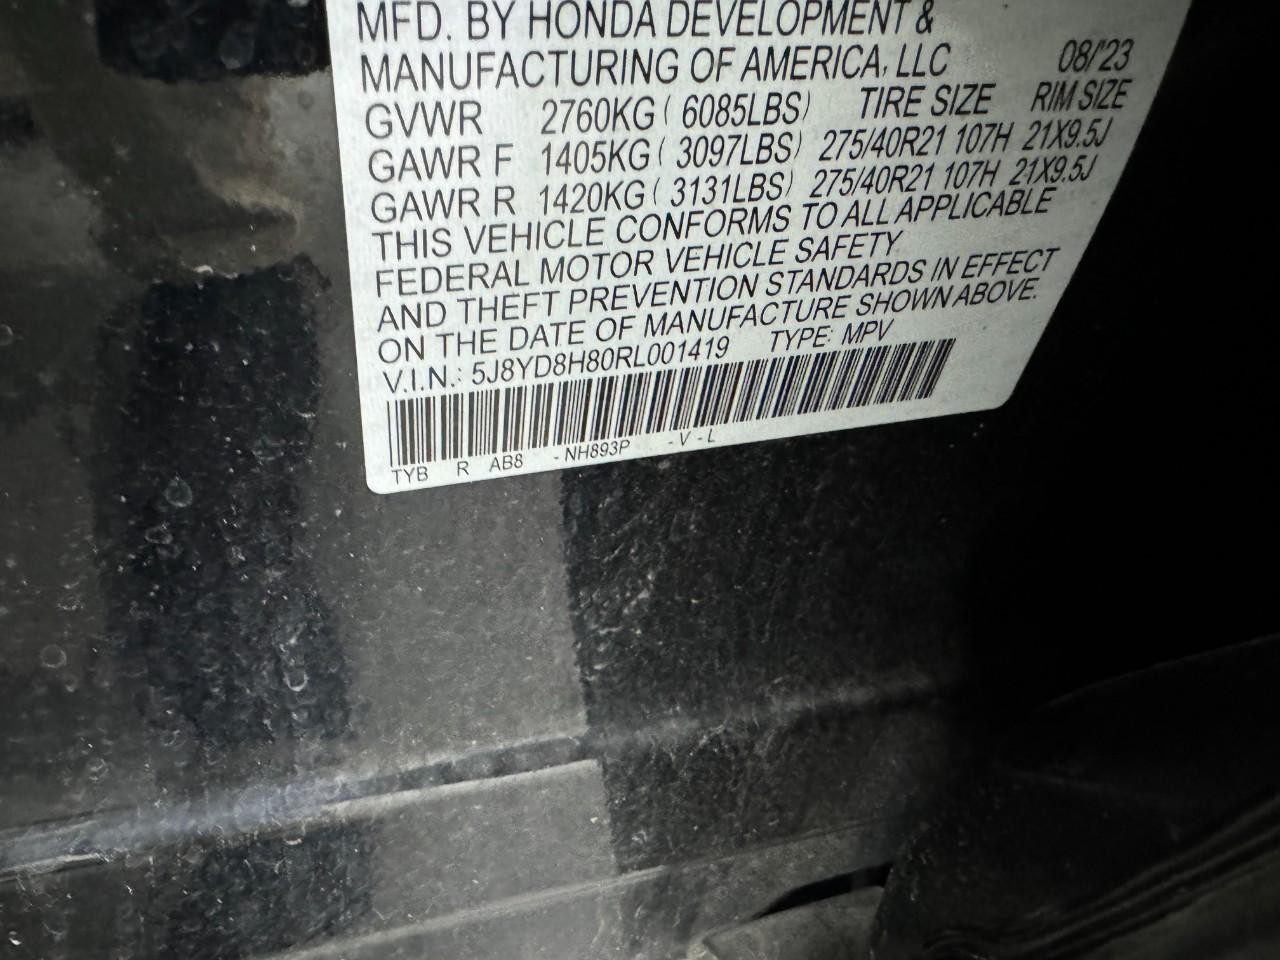 MFD. BY HONDA DEVELOPMENT &
MANUFACTURING OF AMERICA, LLC 08/'23
GVWR 2760KG ( 6085LBS) TIRE SIZE RIM SIZE
GAWR F 1405KG ( 3097LBS) 275/40R21 107H 21X9.5J
GAWR R 1420KG ( 3131LBS) 275/40R21 107H 21X9.5J
THIS VEHICLE CONFORMS TO ALL APPLICABLE
FEDERAL MOTOR VEHICLE SAFETY
AND THEFT PREVENTION STANDARDS IN EFFECT
ON THE DATE OF MANUFACTURE SHOWN ABOVE.
V.I.N.: 5J8YD8H80RL001419 TYPE: MPV
TYB R AB8 - NH893P - V - L